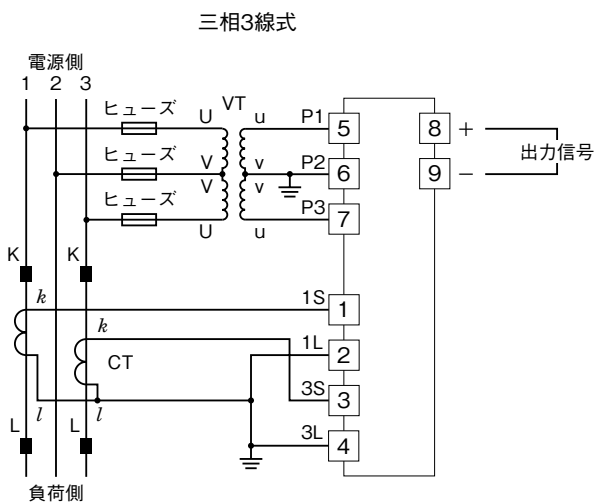 三相3線式
電源側
1 2 3
ヒューズ
VT
U u P1 5 8 +
ヒューズ
出力信号
V v P2 6 9 −
V v
ヒューズ
P3 7
U u
K K
k 1S 1
k 1L 2
CT
3S 3
l l
L L 3L 4
負荷側